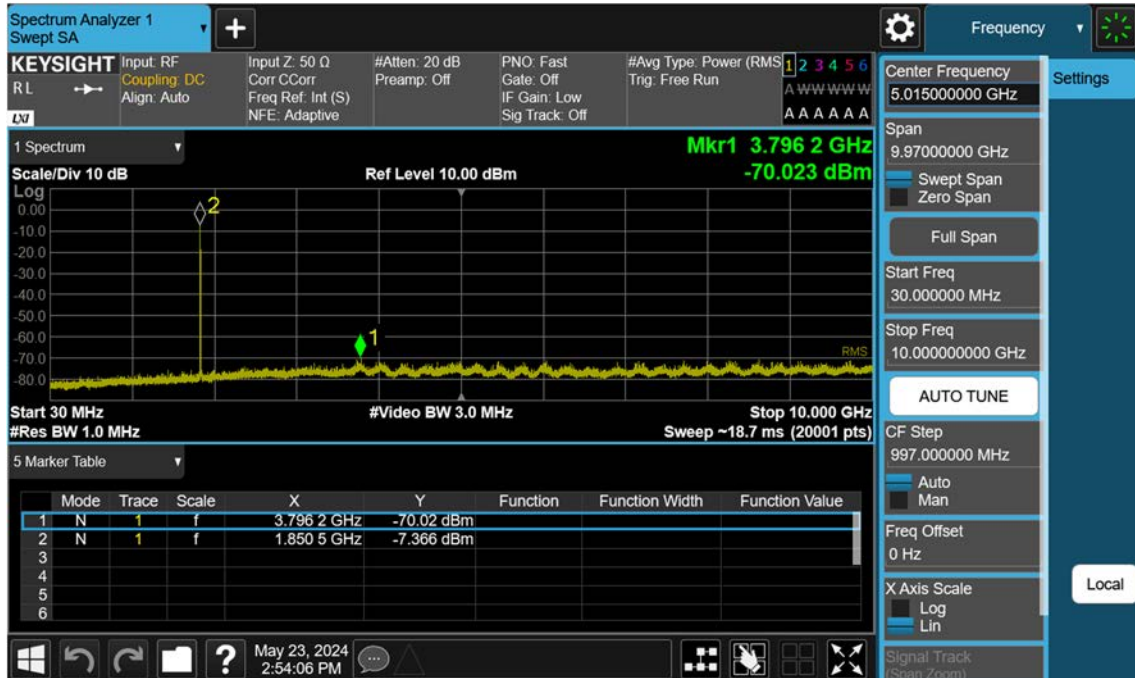 Spectrum Analyzer 1
Swept SA
Frequency
KEYSIGHT
RL
LXI
Input: RF
Coupling: DC
Align: Auto
Input Z: 50 Ω
Corr CCorr
Freq Ref: Int (S)
NFE: Adaptive
#Atten: 20 dB
Preamp: Off
PNO: Fast
Gate: Off
IF Gain: Low
Sig Track: Off
#Avg Type: Power (RMS
Trig: Free Run
1 2 3 4 5 6
A W W W W W
A A A A A A
1 Spectrum
Scale/Div 10 dB
Ref Level 10.00 dBm
Mkr1 3.796 2 GHz
-70.023 dBm
Log
0.00
-10.0
-20.0
-30.0
-40.0
-50.0
-60.0
-70.0
-80.0
2
1
RMS
Start 30 MHz
#Video BW 3.0 MHz
Stop 10.000 GHz
#Res BW 1.0 MHz
Sweep ~18.7 ms (20001 pts)
5 Marker Table
Mode Trace Scale X Y Function Function Width Function Value
1 N 1 f 3.796 2 GHz -70.02 dBm
2 N 1 f 1.850 5 GHz -7.366 dBm
3
4
5
6
?
May 23, 2024
2:54:06 PM
Center Frequency
5.015000000 GHz
Span
9.97000000 GHz
Swept Span
Zero Span
Full Span
Start Freq
30.000000 MHz
Stop Freq
10.000000000 GHz
AUTO TUNE
CF Step
997.000000 MHz
Auto
Man
Freq Offset
0 Hz
X Axis Scale
Log
Lin
Signal Track
(Span Zoom)
Settings
Local